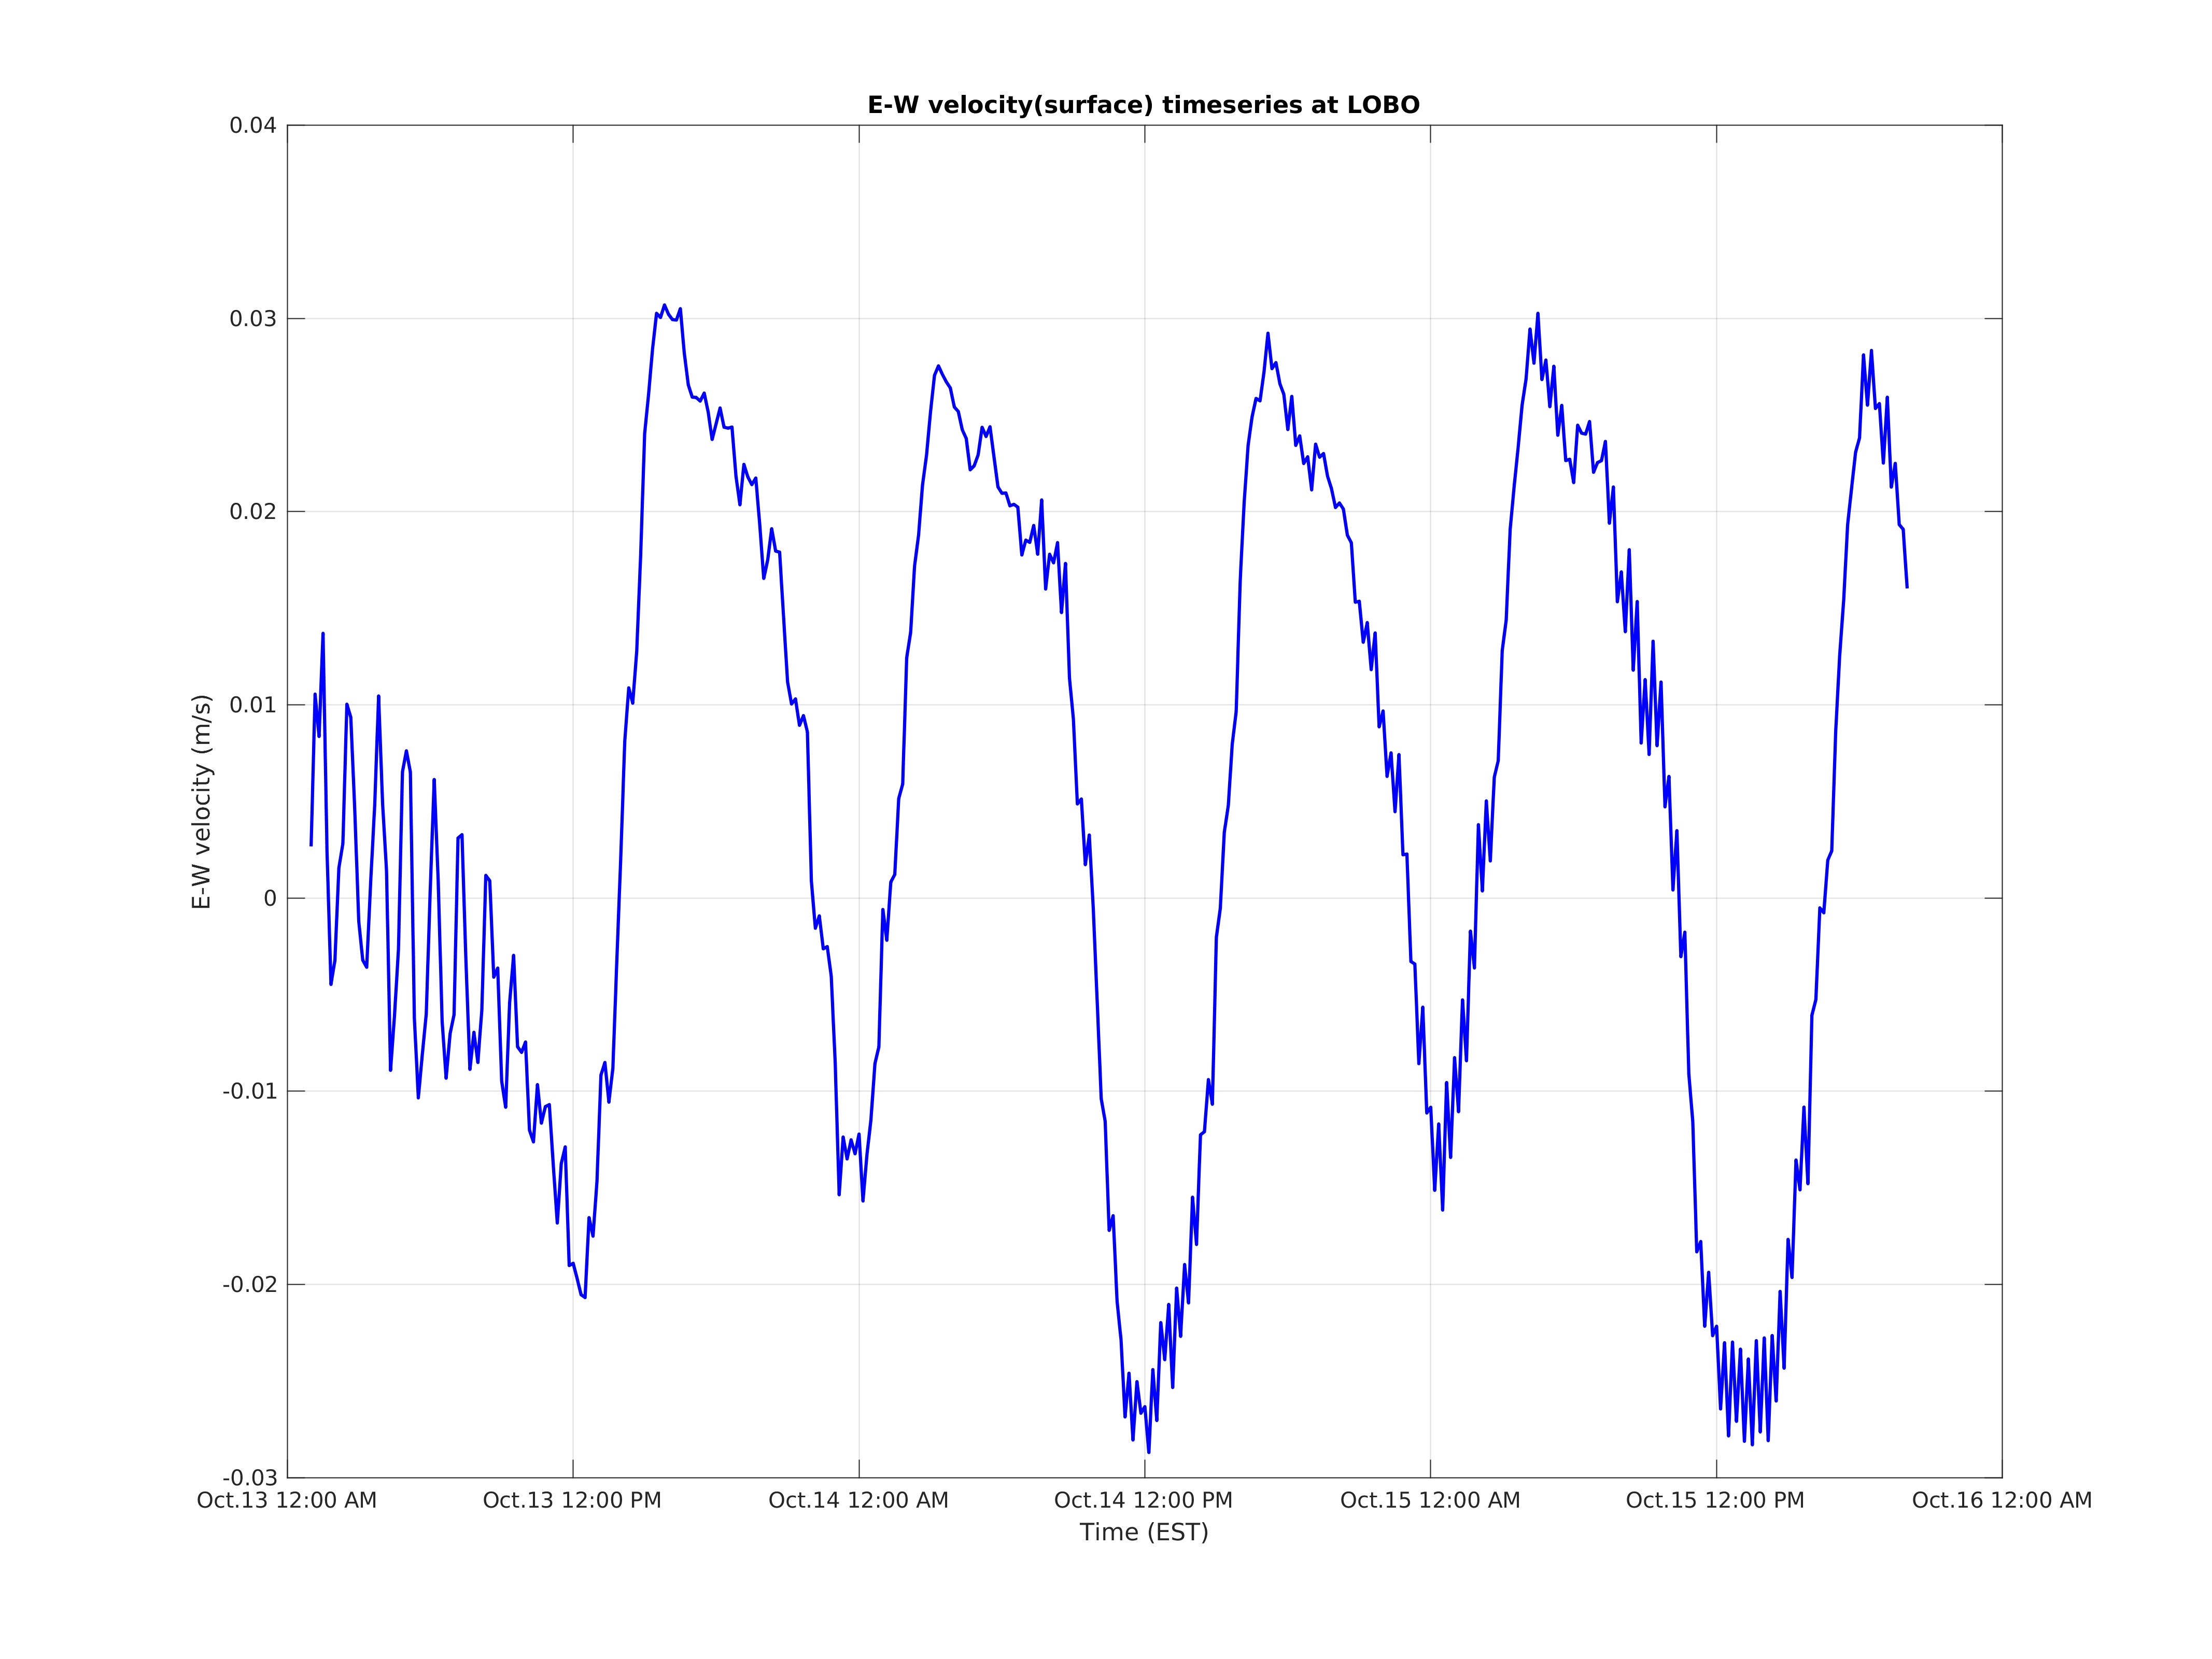 E-W velocity(surface) timeseries at LOBO
0.04
0.03
0.02
0.01
0
-0.01
-0.02
-0.03
E-W velocity (m/s)
Oct.13 12:00 AM Oct.13 12:00 PM Oct.14 12:00 AM Oct.14 12:00 PM Oct.15 12:00 AM Oct.15 12:00 PM Oct.16 12:00 AM
Time (EST)